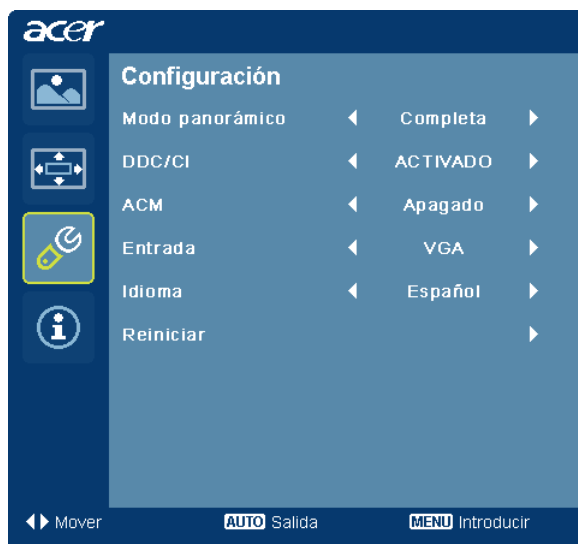 acer
Configuración
Modo panorámico Completa
DDC/CI ACTIVADO
ACM Apagado
Entrada VGA
Idioma Español
Reiniciar
Mover AUTO Salida MENU Introducir